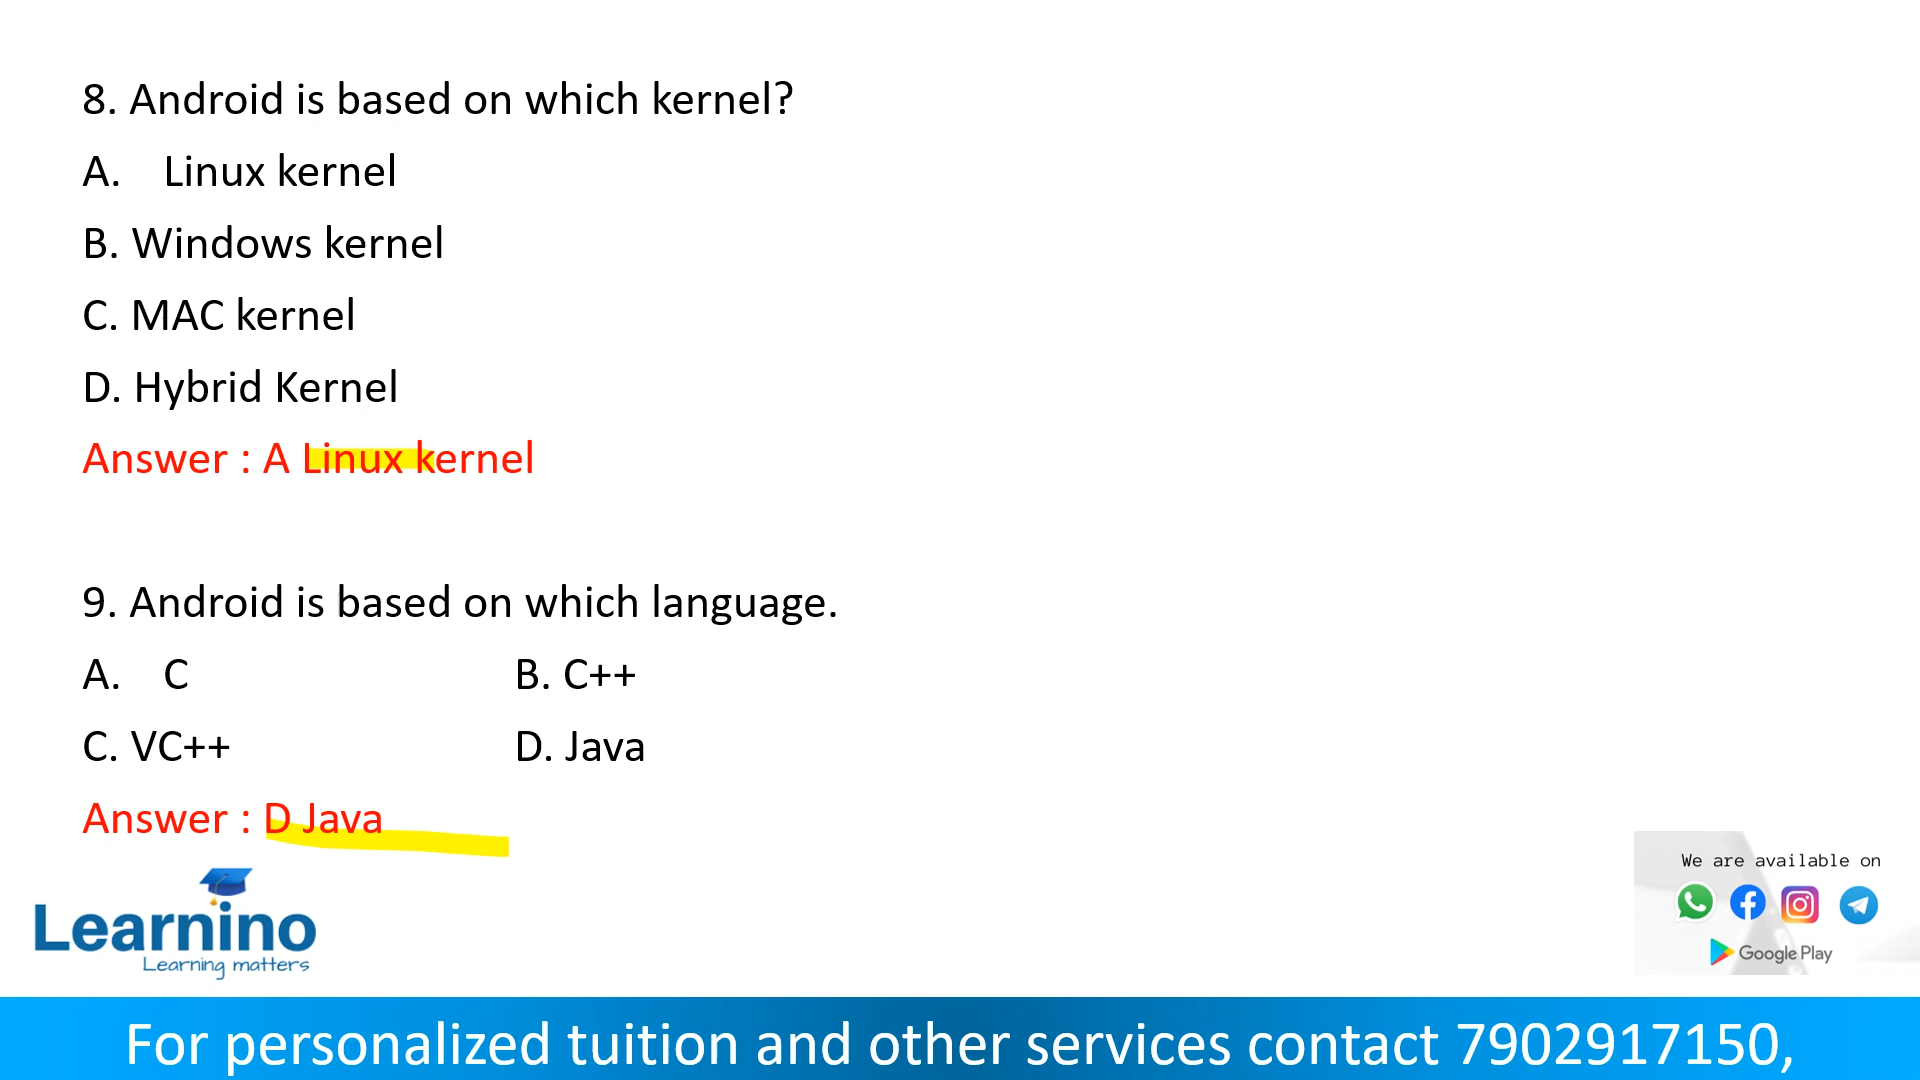 8. Android is based on which kernel?
A. Linux kernel
B. Windows kernel
C. MAC kernel
D. Hybrid Kernel
Answer : A Linux kernel
9. Android is based on which language.
A. C B. C++
C. VC++ D. Java
Answer : D Java
Learnino
Learning matters
We are available on
Google Play
For personalized tuition and other services contact 7902917150,